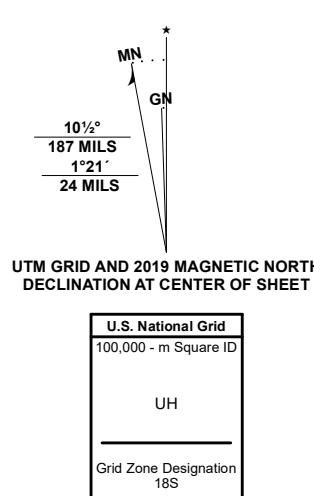 ★
MN
GN
10½°
187 MILS
1°21´
24 MILS
UTM GRID AND 2019 MAGNETIC NORTH
DECLINATION AT CENTER OF SHEET
U.S. National Grid
100,000 - m Square ID
UH
Grid Zone Designation
18S